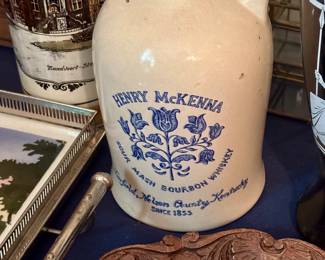 HENRY McKENNA
SOUR MASH BOURBON WHISKEY
Nelson County, Kentucky
SINCE 1855